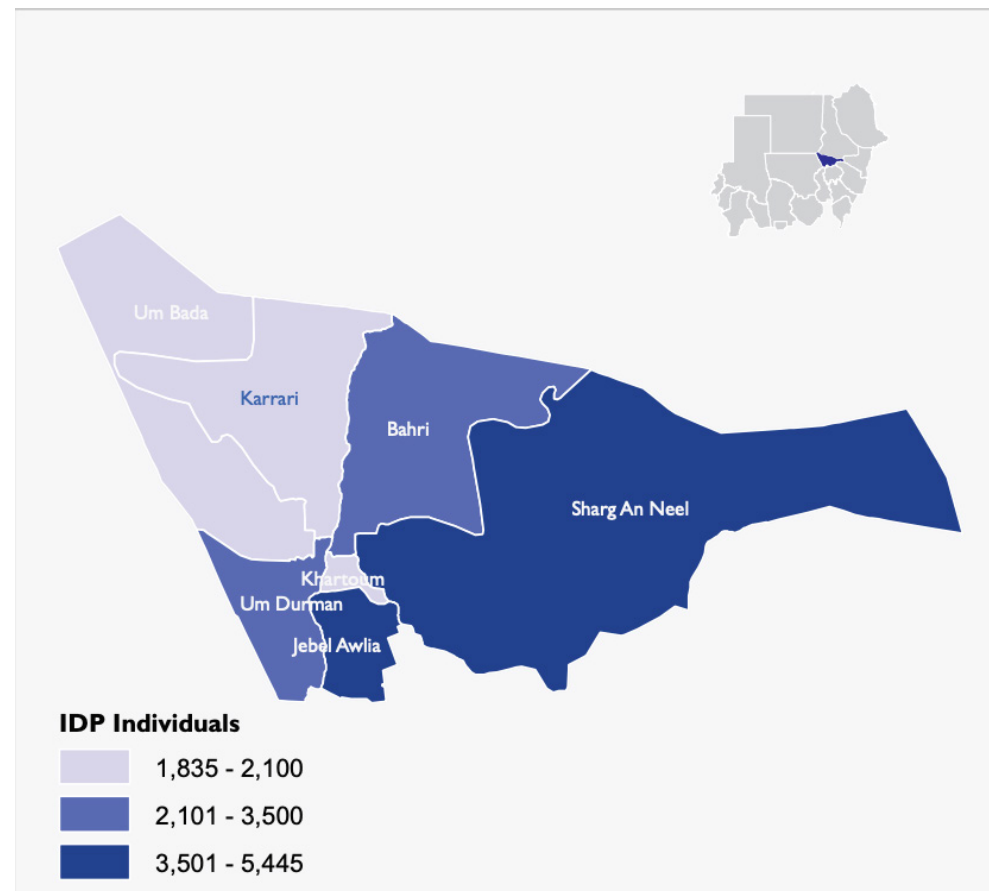 Um Bada
Karrari
Bahri
Sharg An Neel
Khartoum
Um Durman
Jebel Awlia
IDP Individuals
1,835 - 2,100
2,101 - 3,500
3,501 - 5,445